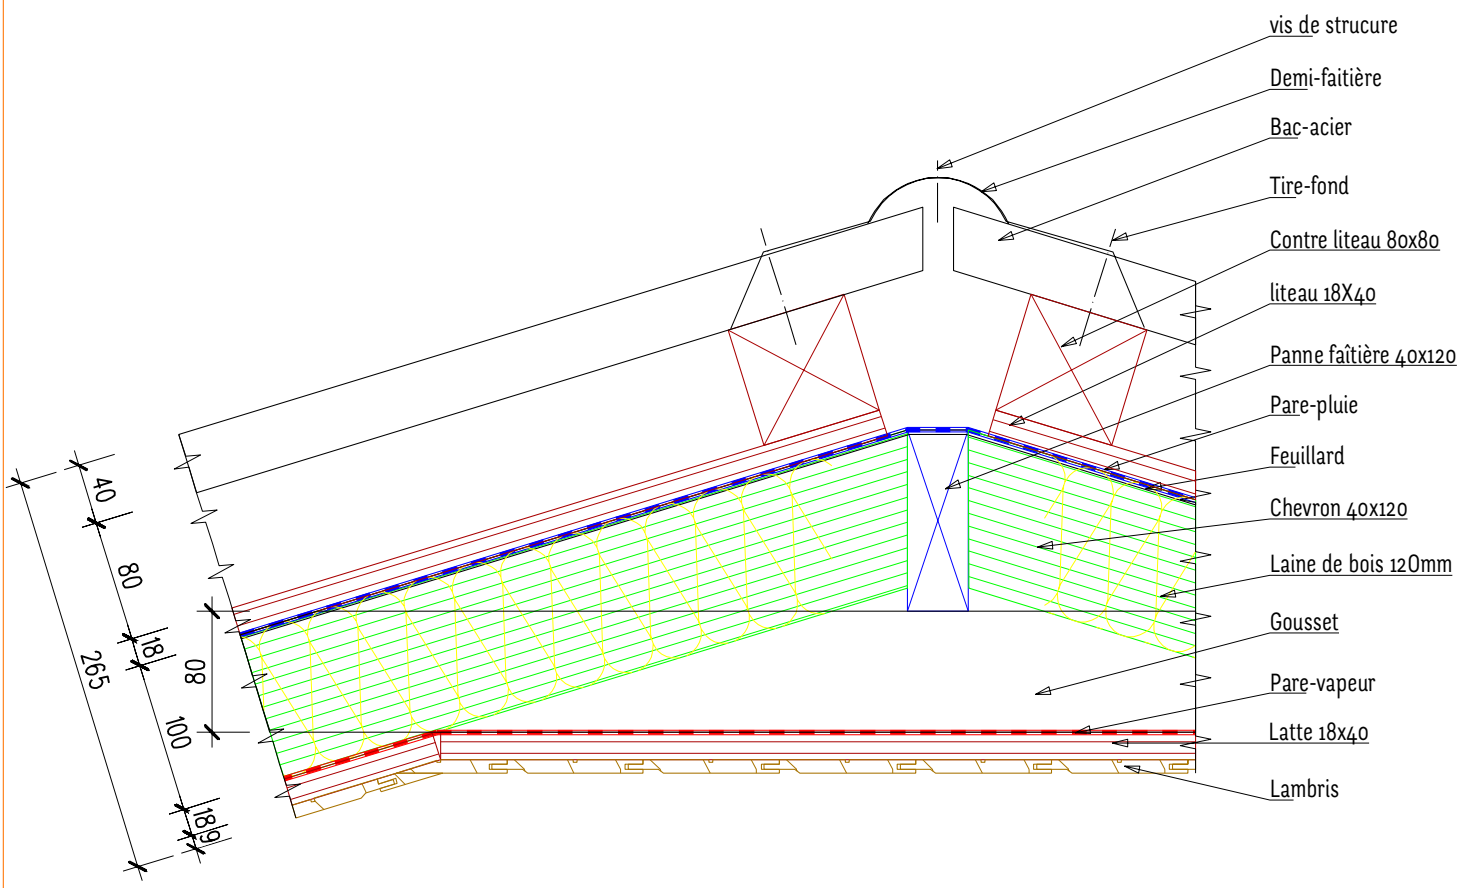 vis de strucure
Demi-faitière
Bac-acier
Tire-fond
Contre liteau 80x80
liteau 18X40
Panne faîtière 40x120
Pare-pluie
Feuillard
Chevron 40x120
Laine de bois 120mm
Gousset
Pare-vapeur
Latte 18x40
Lambris
40
80
18
265
80
100
18
9